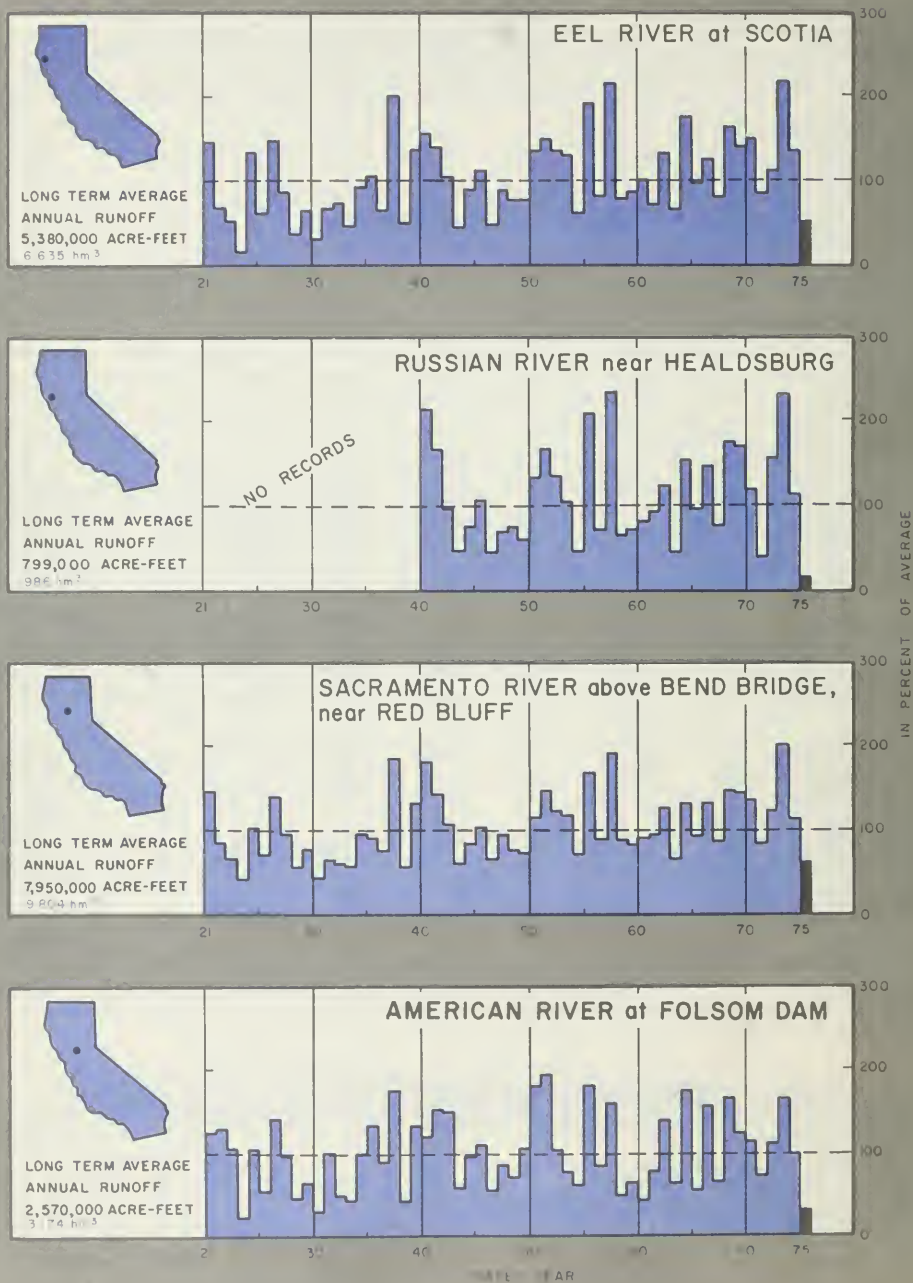 EEL RIVER at SCOTIA
LONG TERM AVERAGE
ANNUAL RUNOFF
5,380,000 ACRE-FEET
6 635 hm³
300
200
100
0
21 30 40 50 60 70 75
RUSSIAN RIVER near HEALDSBURG
NO RECORDS
LONG TERM AVERAGE
ANNUAL RUNOFF
799,000 ACRE-FEET
986 hm³
300
200
100
0
21 40 50 60 70 75
IN PERCENT OF AVERAGE
SACRAMENTO RIVER above BEND BRIDGE,
near RED BLUFF
LONG TERM AVERAGE
ANNUAL RUNOFF
7,950,000 ACRE-FEET
9 804 hm
300
200
100
0
21 40 60 70 75
AMERICAN RIVER at FOLSOM DAM
LONG TERM AVERAGE
ANNUAL RUNOFF
2,570,000 ACRE-FEET
300
200
100
0
40 60 75